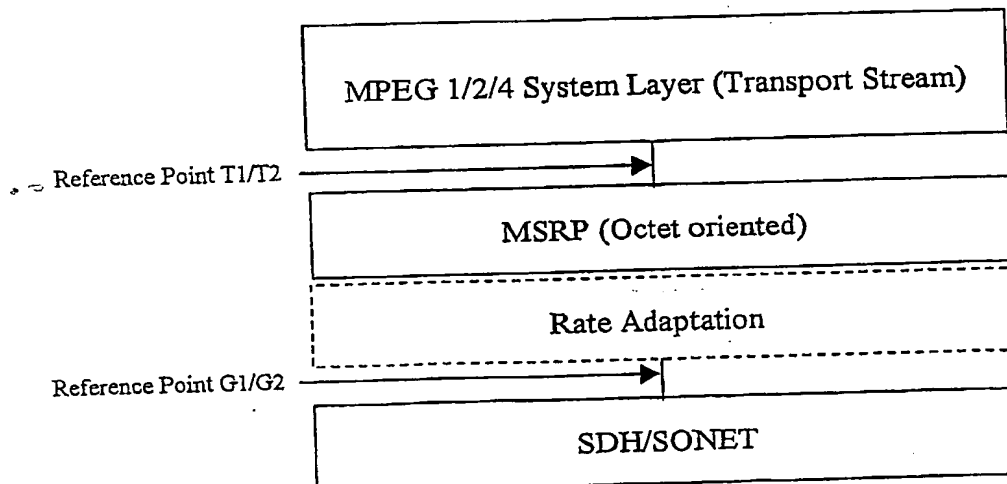 MPEG 1/2/4 System Layer (Transport Stream)
Reference Point T1/T2
MSRP (Octet oriented)
Rate Adaptation
Reference Point G1/G2
SDH/SONET